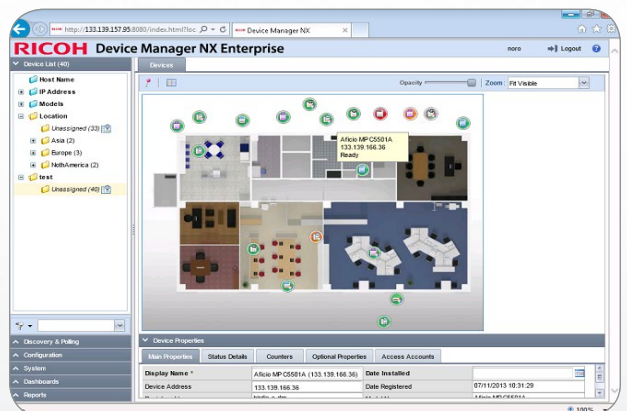 http://133.139.157.95:8080/index.html?loc
Device Manager NX
RICOH Device Manager NX Enterprise
noro
Logout
Device List (40)
Devices
Host Name
IP Address
Models
Location
Unassigned (33)
Asia (2)
Europe (3)
NothAmerica (2)
test
Unassigned (40)
Opacity
Zoom: Fit Visible
Aficio MP C5501A
133.139.166.36
Ready
Discovery & Polling
Configuration
System
Dashboards
Reports
Device Properties
Main Properties Status Details Counters Optional Properties Access Accounts
Display Name * Aficio MP C5501A (133.139.166.36) Date Installed
Device Address 133.139.166.36 Date Registered 07/11/2013 10:31:29
100%